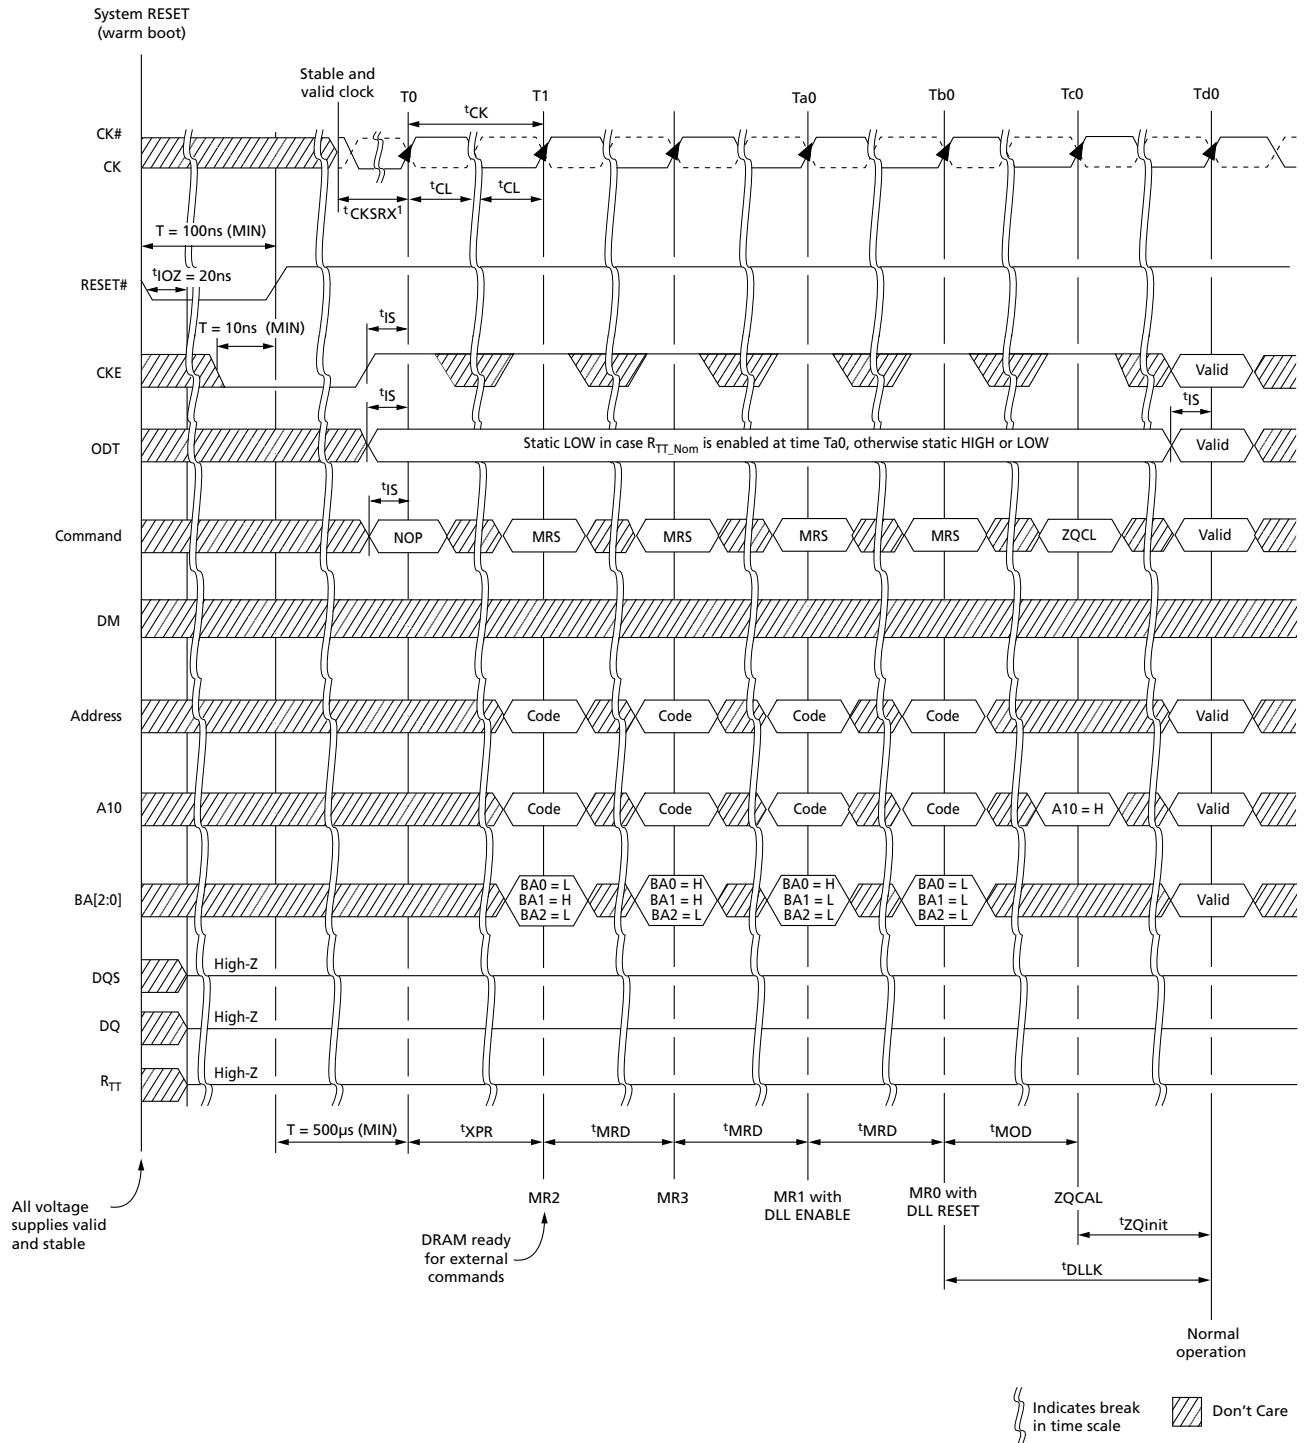 System RESET
(warm boot)
Stable and
valid clock
T0
T1
Ta0
Tb0
Tc0
Td0
tCK
CK#
CK
tCL
tCL
tCKSRX1
T = 100ns (MIN)
tIOZ = 20ns
RESET#
T = 10ns (MIN)
tIS
CKE
Valid
tIS
tIS
ODT
Static LOW in case RTT_Nom is enabled at time Ta0, otherwise static HIGH or LOW
Valid
tIS
Command
NOP
MRS
MRS
MRS
MRS
ZQCL
Valid
DM
Address
Code
Code
Code
Code
Valid
A10
Code
Code
Code
Code
A10 = H
Valid
BA[2:0]
BA0 = L
BA1 = H
BA2 = L
BA0 = H
BA1 = H
BA2 = L
BA0 = H
BA1 = L
BA2 = L
BA0 = L
BA1 = L
BA2 = L
Valid
DQS
High-Z
DQ
High-Z
RTT
High-Z
T = 500µs (MIN)
tXPR
tMRD
tMRD
tMRD
tMOD
All voltage
supplies valid
and stable
MR2
MR3
MR1 with
DLL ENABLE
MR0 with
DLL RESET
ZQCAL
tZQinit
DRAM ready
for external
commands
tDLLK
Normal
operation
Indicates break
in time scale
Don't Care